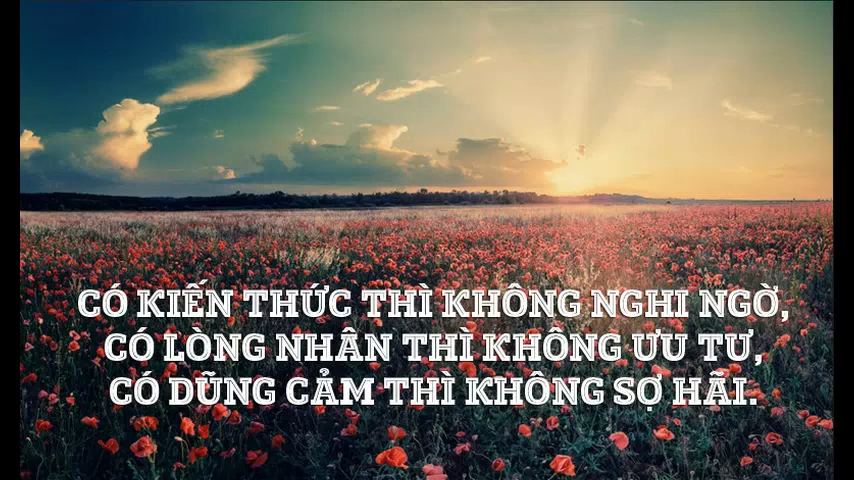 CÓ KIẾN THỨC THÌ KHÔNG NGHI NGỜ,
CÓ LÒNG NHÂN THÌ KHÔNG ƯU TƯ,
CÓ DŨNG CẢM THÌ KHÔNG SỢ HÃI.